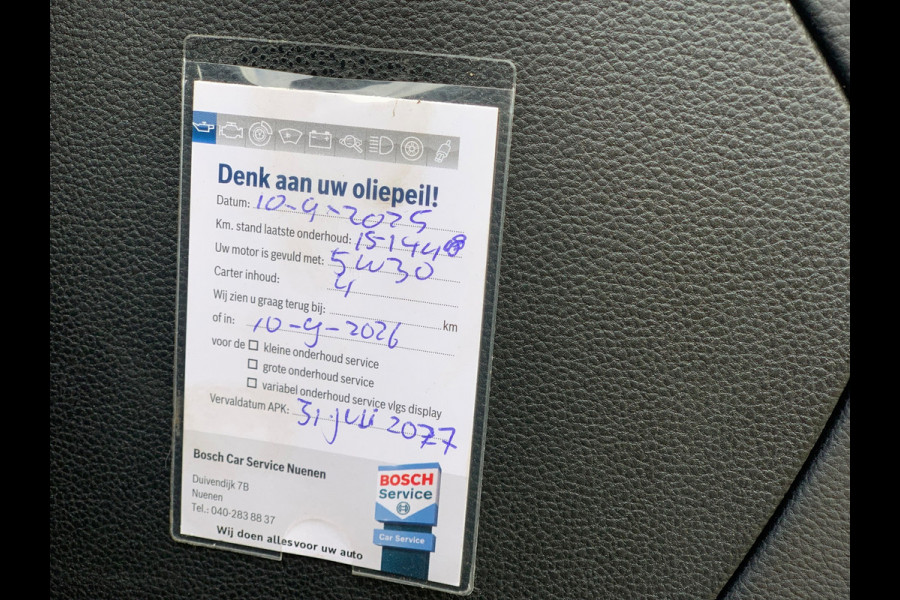 Denk aan uw oliepeil!
Datum: 10-9-2025
Km. stand laatste onderhoud: 15144
Uw motor is gevuld met: 5W30
Carter inhoud: 4
Wij zien u graag terug bij: km
of in: 10-9-2026
voor de kleine onderhoud service
grote onderhoud service
variabel onderhoud service vlgs display
Vervaldatum APK: 31 juli 2027
Bosch Car Service Nuenen
Duivendijk 7B
Nuenen
Tel.: 040-283 88 37
Wij doen alles voor uw auto
BOSCH
Service
Car Service